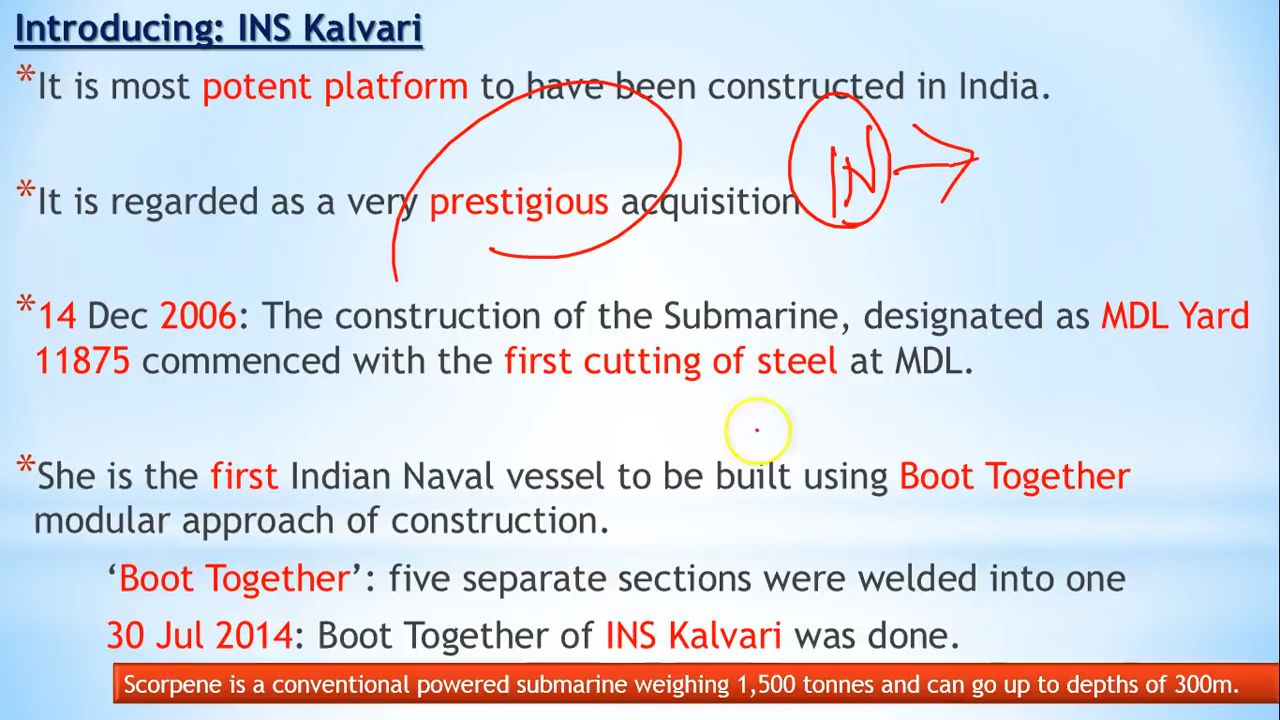 Introducing: INS Kalvari
*It is most potent platform to have been constructed in India.
*It is regarded as a very prestigious acquisition
IN
*14 Dec 2006: The construction of the Submarine, designated as MDL Yard
11875 commenced with the first cutting of steel at MDL.
*She is the first Indian Naval vessel to be built using Boot Together
modular approach of construction.
‘Boot Together’: five separate sections were welded into one
30 Jul 2014: Boot Together of INS Kalvari was done.
Scorpene is a conventional powered submarine weighing 1,500 tonnes and can go up to depths of 300m.